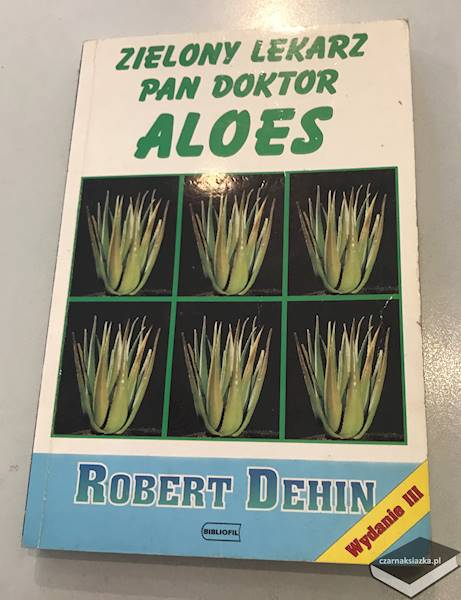 ZIELONY LEKARZ
PAN DOKTOR
ALOES
ROBERT DEHIN
BIBLIOFIL
Wydanie III
czarnaksiazka.pl